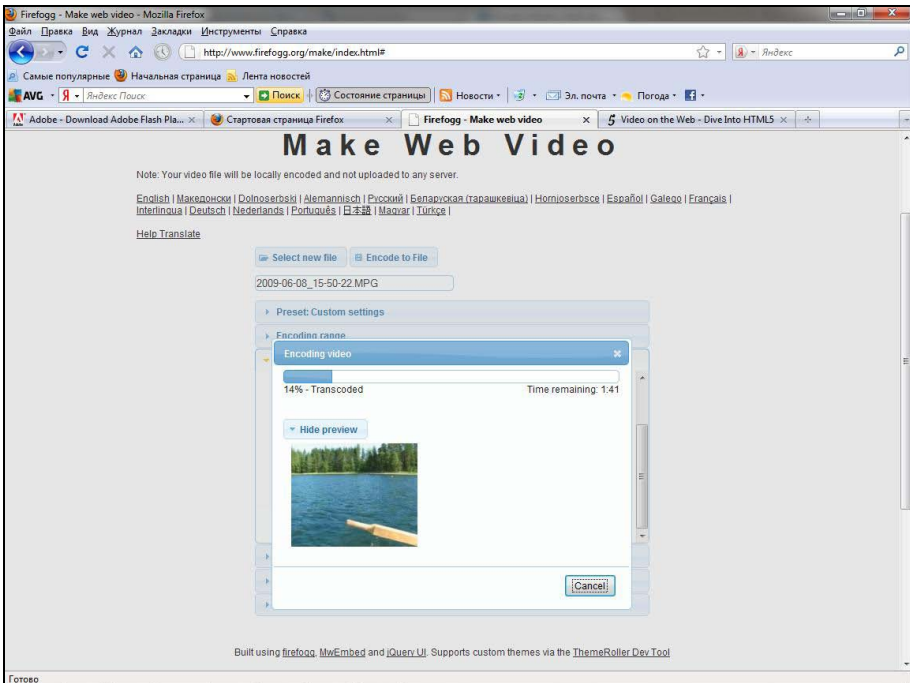 Firefogg - Make web video - Mozilla Firefox
Файл Правка Вид Журнал Закладки Инструменты Справка
http://www.firefogg.org/make/index.html# Яндекс
Самые популярные Начальная страница Лента новостей
AVG Я Яндекс Поиск Поиск Состояние страницы Новости Эл. почта Погода
Adobe - Download Adobe Flash Pla... Стартовая страница Firefox Firefogg - Make web video Video on the Web - Dive Into HTML5
Make Web Video
Note: Your video file will be locally encoded and not uploaded to any server.
English | Македонски | Dolnoserbski | Alemannisch | Русский | Беларуская (тарашкевіца) | Hornjoserbsce | Español | Galego | Français |
Interlingua | Deutsch | Nederlands | Português | 日本語 | Magyar | Türkçe |
Help Translate
Select new file Encode to File
2009-06-08_15-50-22.MPG
Preset: Custom settings
Encoding range
Encoding video
14% - Transcoded Time remaining: 1:41
Hide preview
Cancel
Built using firefogg, MwEmbed and jQuery UI. Supports custom themes via the ThemeRoller Dev Tool
Готово